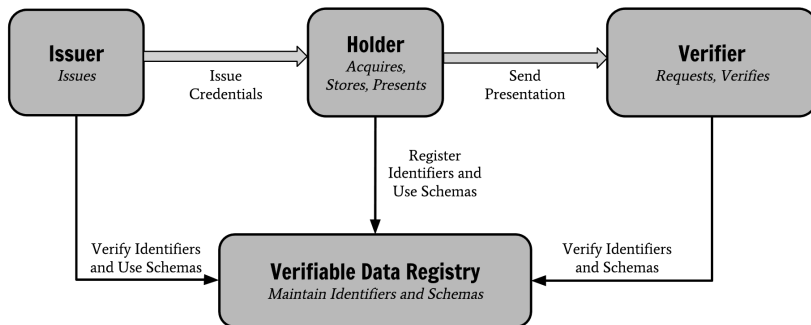 Issuer
Issues
Issue
Credentials
Holder
Acquires,
Stores, Presents
Send
Presentation
Verifier
Requests, Verifies
Register
Identifiers and
Use Schemas
Verify Identifiers
and Use Schemas
Verifiable Data Registry
Maintain Identifiers and Schemas
Verify Identifiers
and Schemas